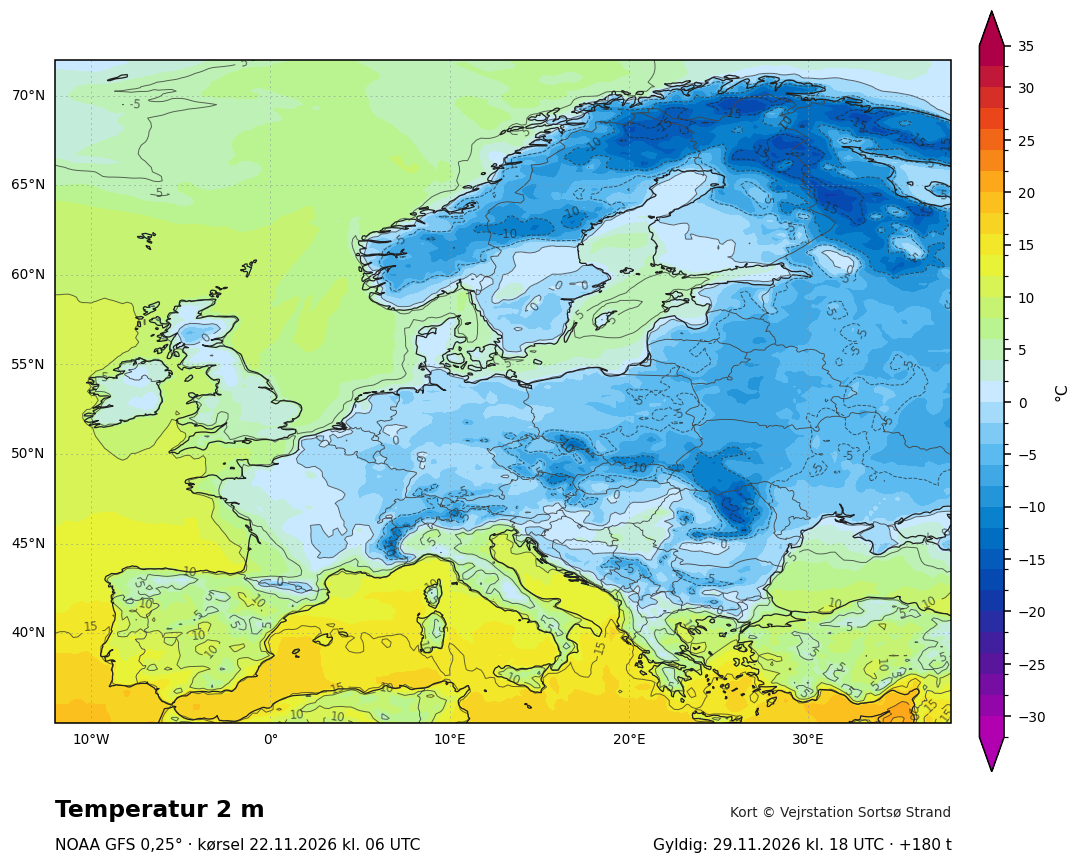 35
30
25
20
15
10
5
0
−5
−10
−15
−20
−25
−30
°C
70°N
65°N
60°N
55°N
50°N
45°N
40°N
10°W
0°
10°E
20°E
30°E
Temperatur 2 m
Kort © Vejrstation Sortsø Strand
NOAA GFS 0,25° · kørsel 22.11.2026 kl. 06 UTC
Gyldig: 29.11.2026 kl. 18 UTC · +180 t